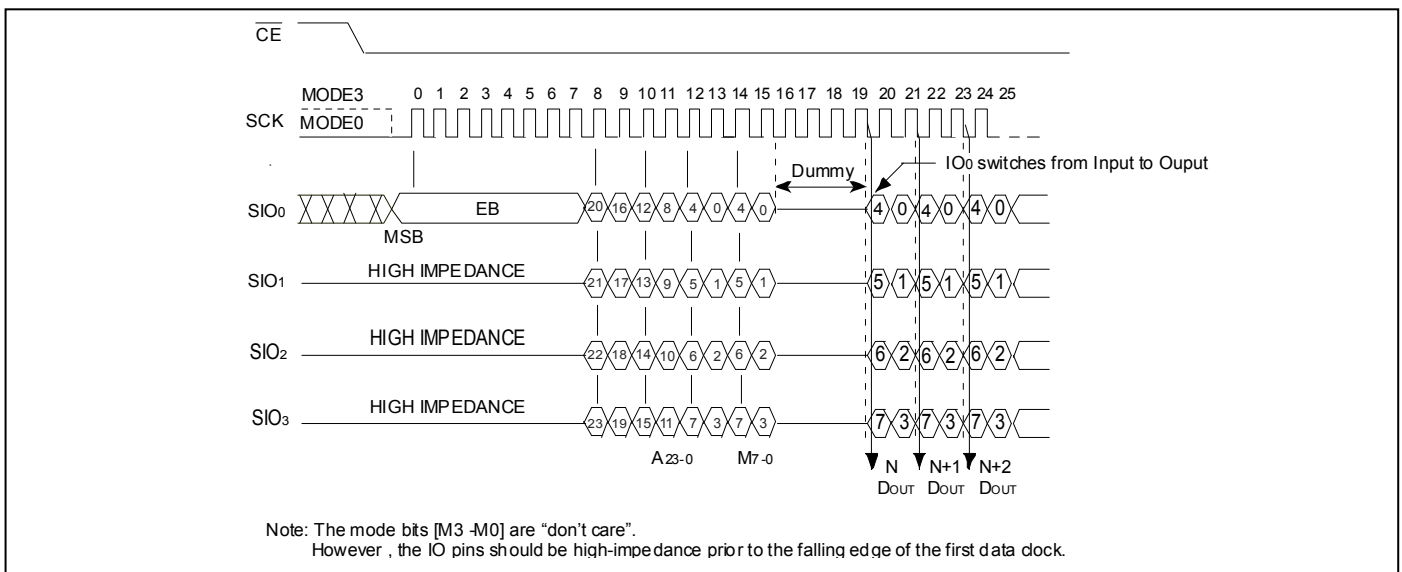 CE
MODE3 0 1 2 3 4 5 6 7 8 9 10 11 12 13 14 15 16 17 18 19 20 21 22 23 24 25
SCK MODE0
Dummy
IO0 switches from Input to Ouput
SIO0 EB 20 16 12 8 4 0 4 0 4 0 4 0 4 0
MSB
SIO1 HIGH IMPEDANCE 21 17 13 9 5 1 5 1 5 1 5 1 5 1
SIO2 HIGH IMPEDANCE 22 18 14 10 6 2 6 2 6 2 6 2 6 2
SIO3 HIGH IMPEDANCE 23 19 15 11 7 3 7 3 7 3 7 3 7 3
A23-0 M7-0 N N+1 N+2
DOUT DOUT DOUT
Note: The mode bits [M3 -M0] are “don’t care”.
However , the IO pins should be high-impedance prior to the falling edge of the first data clock.